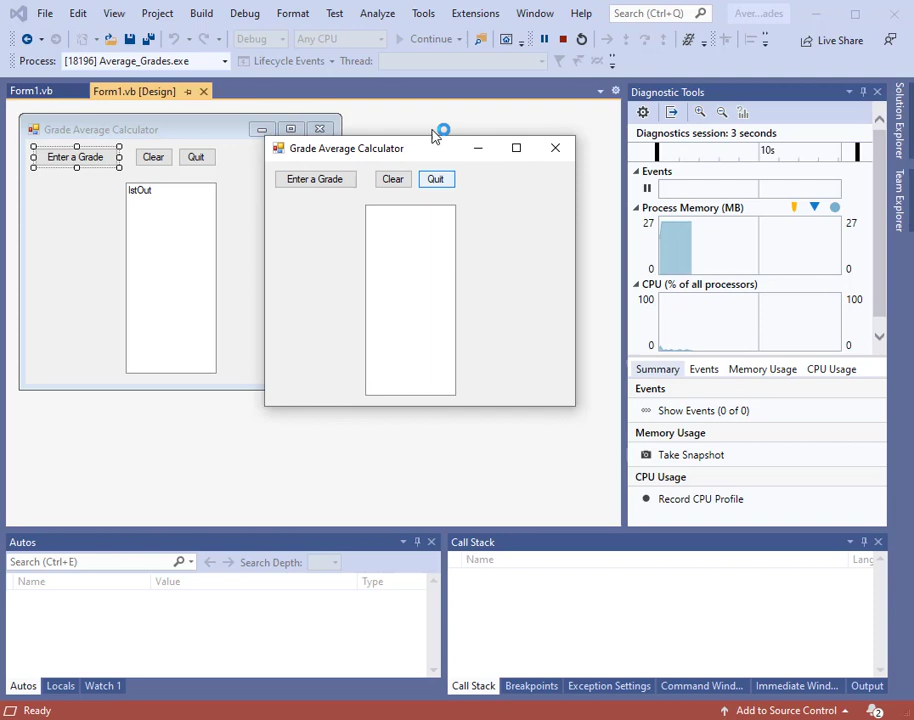 File Edit View Project Build Debug Format Test Analyze Tools Extensions Window Help Search (Ctrl+Q) Aver...ades
Debug Any CPU Continue Live Share
Process: [18196] Average_Grades.exe Lifecycle Events Thread:
Form1.vb Form1.vb [Design]
Grade Average Calculator
Enter a Grade Clear Quit
lstOut
Grade Average Calculator
Enter a Grade Clear Quit
Diagnostic Tools
Diagnostics session: 3 seconds
10s
Events
Process Memory (MB)
27 27
0 0
CPU (% of all processors)
100 100
0 0
Summary Events Memory Usage CPU Usage
Events
Show Events (0 of 0)
Memory Usage
Take Snapshot
CPU Usage
Record CPU Profile
Solution Explorer
Team Explorer
Autos
Search (Ctrl+E) Search Depth:
Name Value Type
Autos Locals Watch 1
Call Stack
Name Lang
Call Stack Breakpoints Exception Settings Command Wind... Immediate Wind... Output
Ready Add to Source Control 2